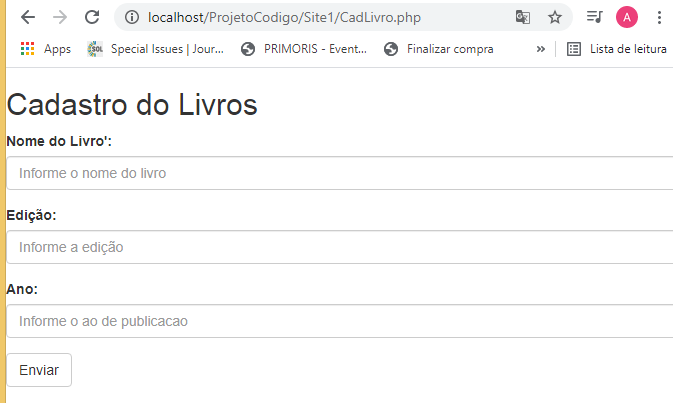 localhost/ProjetoCodigo/Site1/CadLivro.php
A
Apps
Special Issues | Jour...
PRIMORIS - Event...
Finalizar compra
»
Lista de leitura
Cadastro do Livros
Nome do Livro':
Informe o nome do livro
Edição:
Informe a edição
Ano:
Informe o ao de publicacao
Enviar